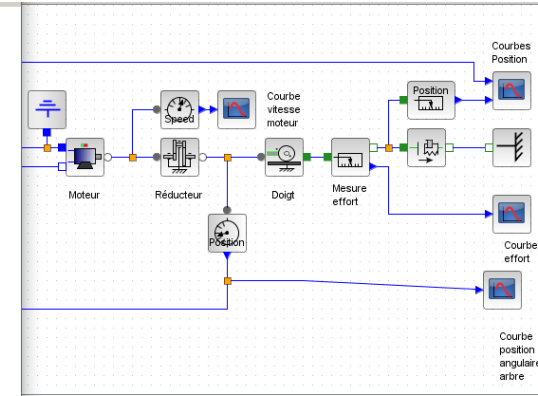 Courbes
Position
Position
Speed
Courbe
vitesse
moteur
Moteur
Réducteur
Doigt
Mesure
effort
Position
Courbe
effort
Courbe
position
angulaire
arbre